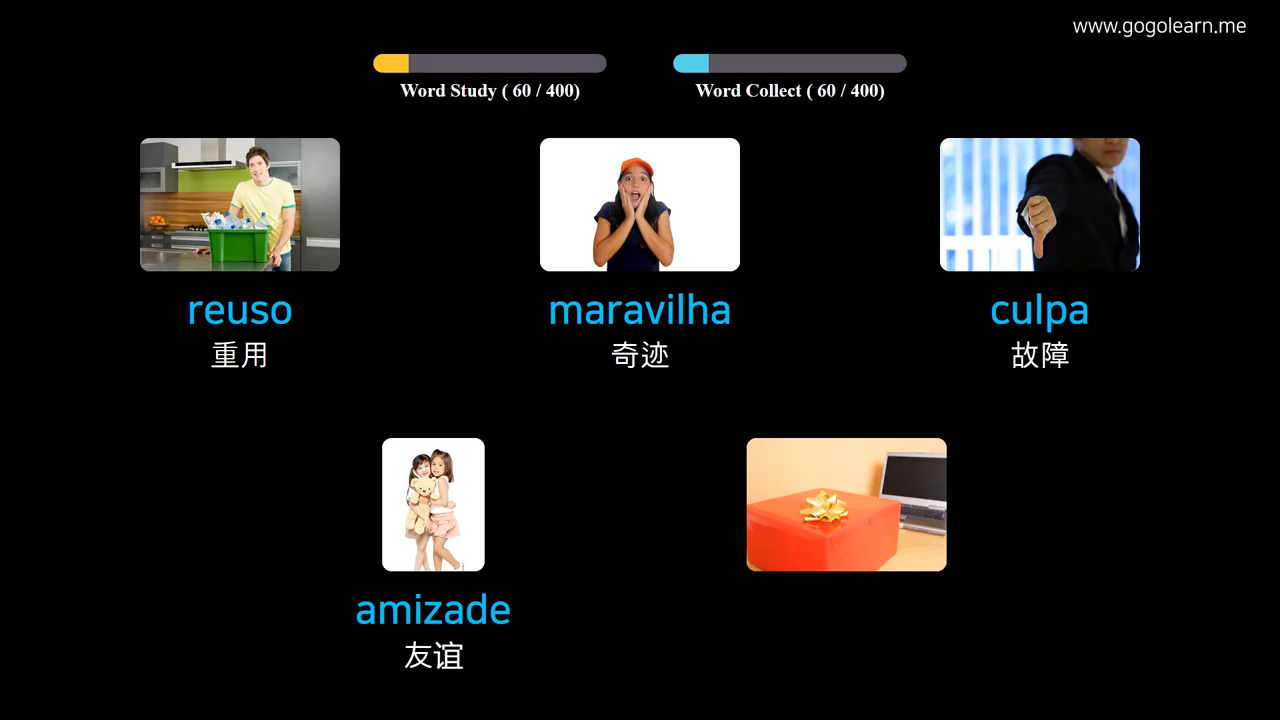 www.gogolearn.me
Word Study ( 60 / 400)
Word Collect ( 60 / 400)
reuso
重用
maravilha
奇迹
culpa
故障
amizade
友谊